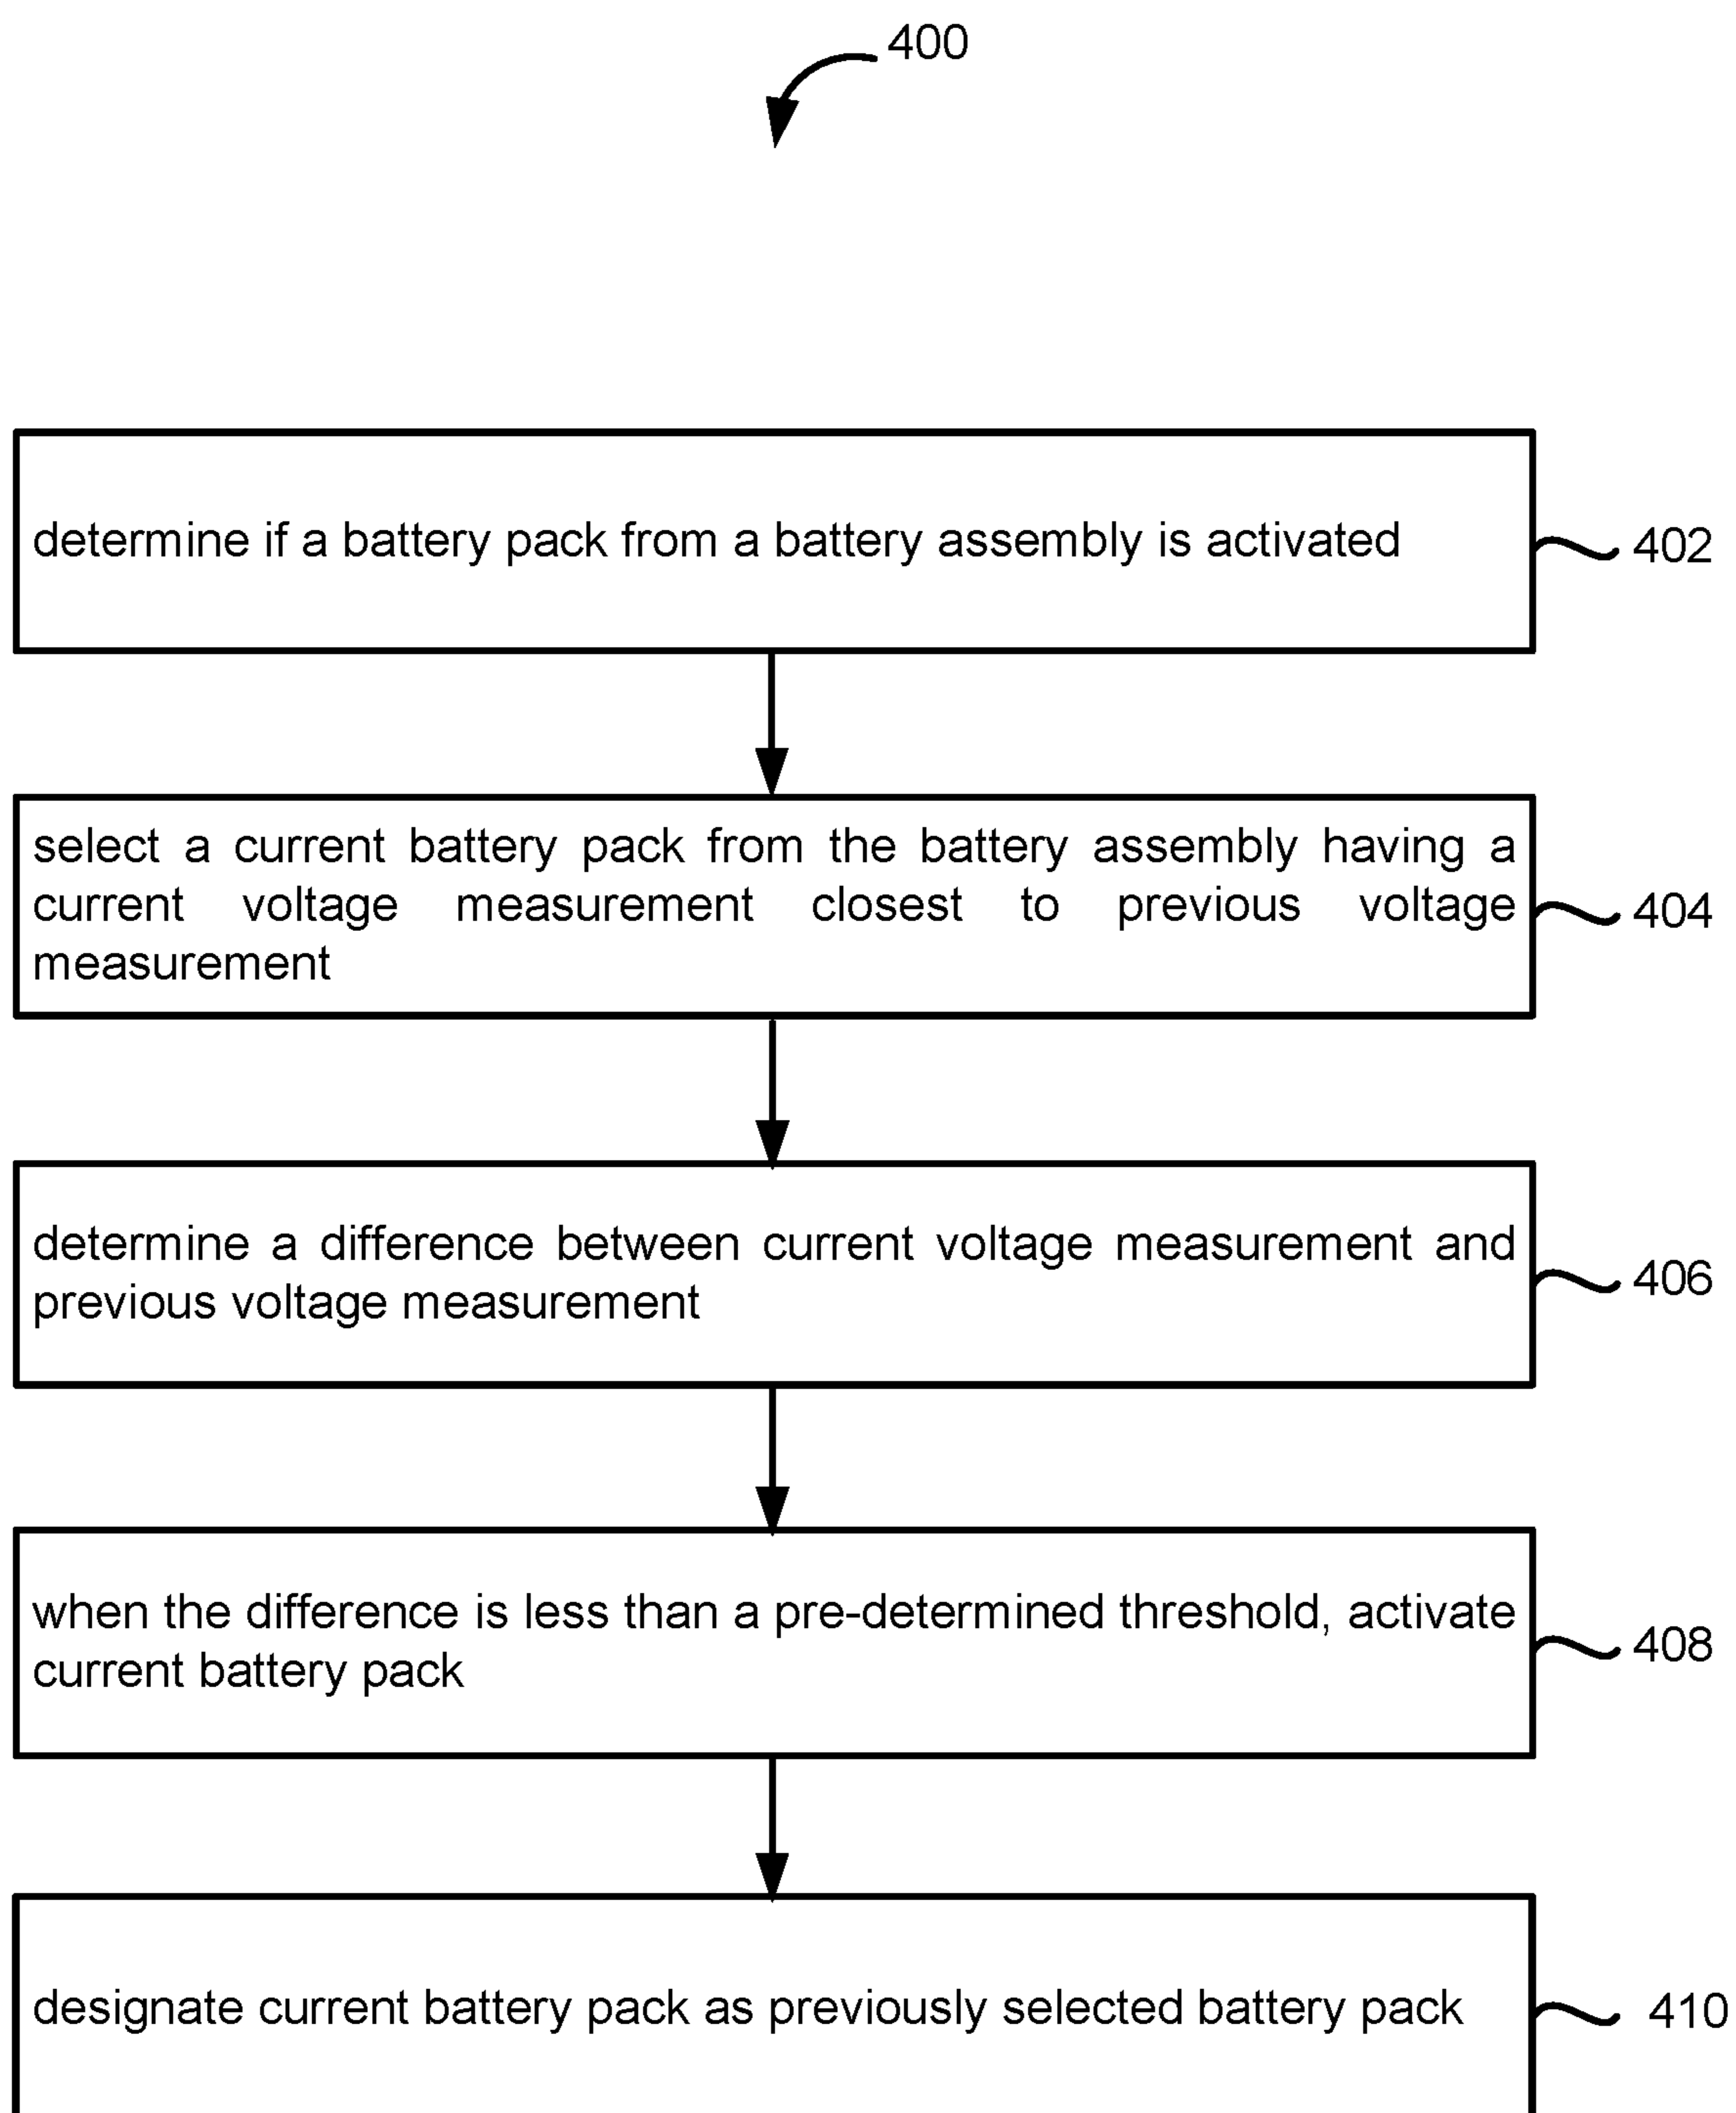 400
determine if a battery pack from a battery assembly is activated
402
select a current battery pack from the battery assembly having a
current voltage measurement closest to previous voltage
measurement
404
determine a difference between current voltage measurement and
previous voltage measurement
406
when the difference is less than a pre-determined threshold, activate
current battery pack
408
designate current battery pack as previously selected battery pack
410